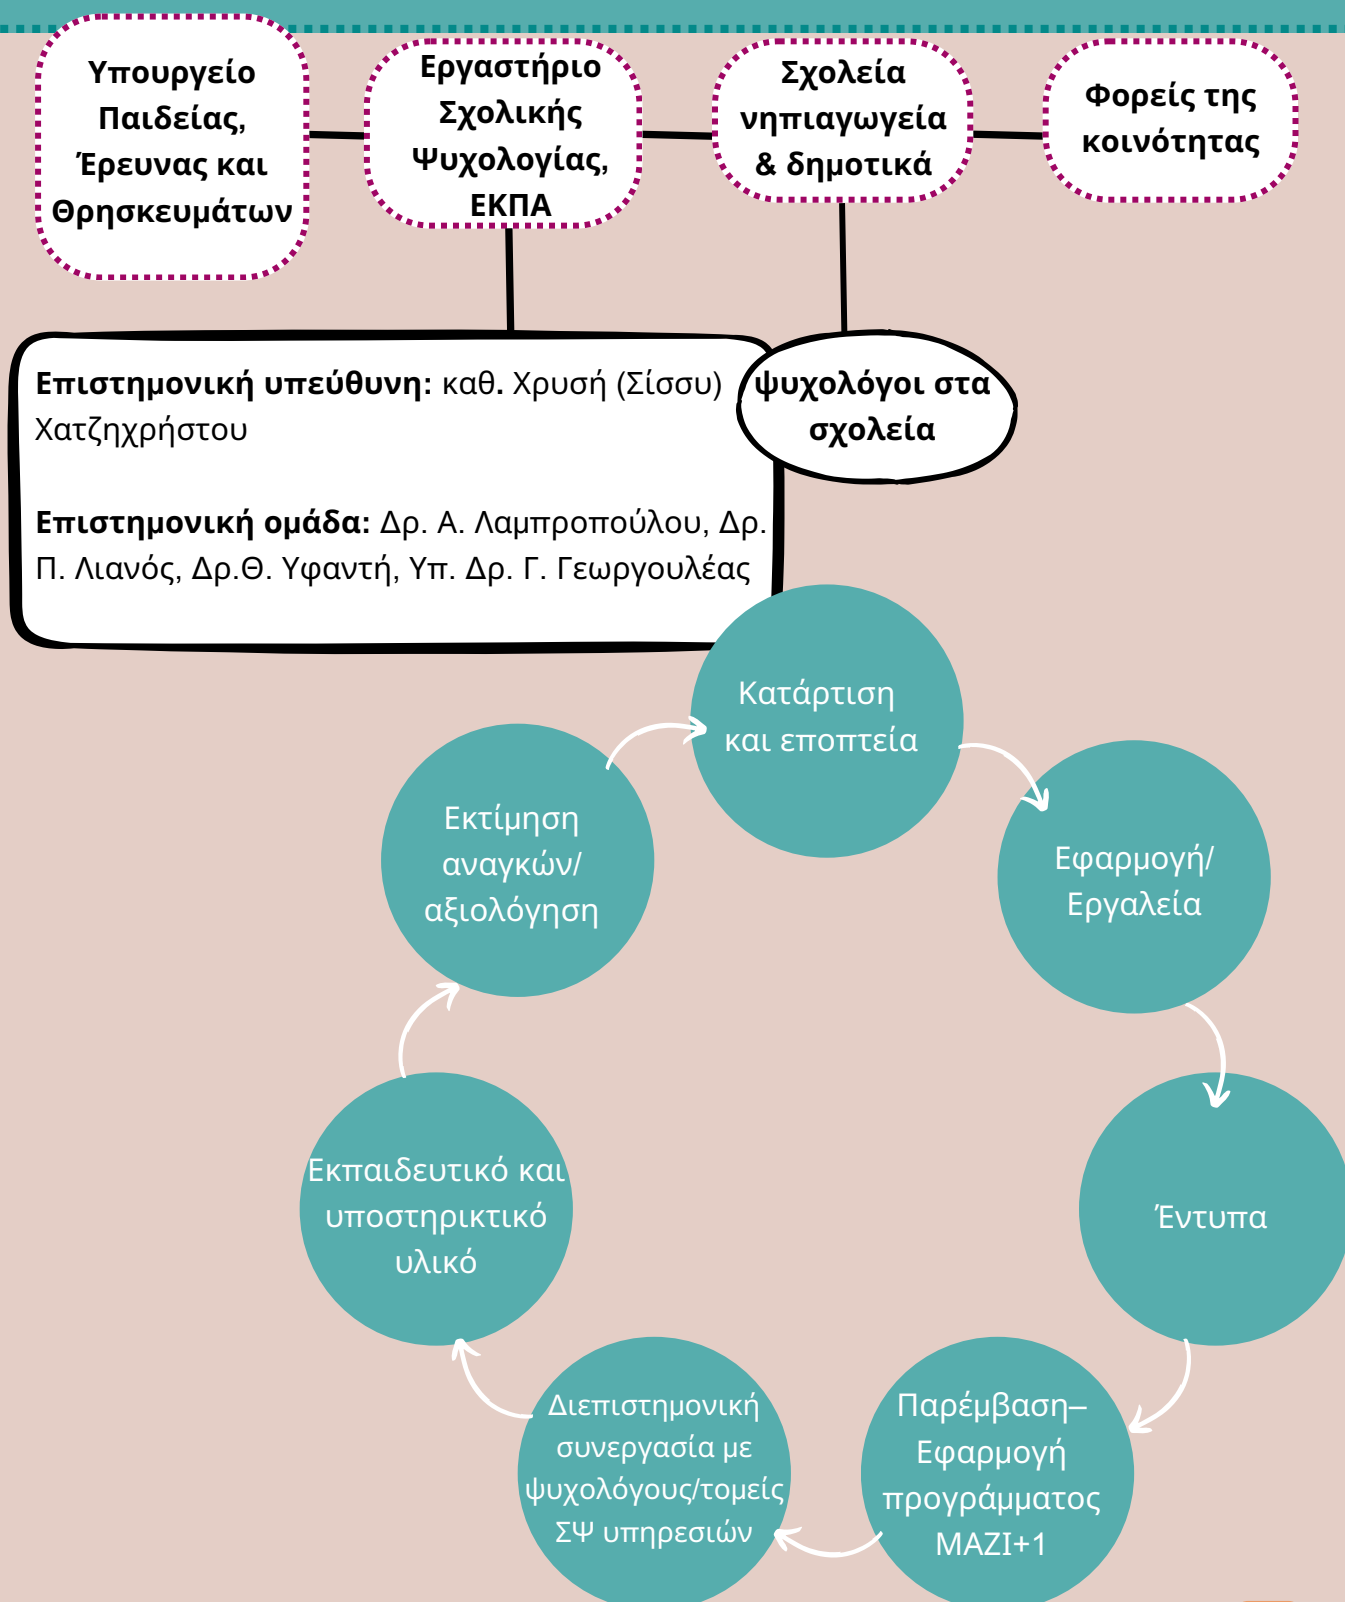 Υπουργείο
Παιδείας,
Έρευνας και
Θρησκευμάτων
Εργαστήριο
Σχολικής
Ψυχολογίας,
ΕΚΠΑ
Σχολεία
νηπιαγωγεία
& δημοτικά
Φορείς της
κοινότητας
Επιστημονική υπεύθυνη: καθ. Χρυσή (Σίσσυ)
Χατζηχρήστου
Επιστημονική ομάδα: Δρ. Α. Λαμπροπούλου, Δρ.
Π. Λιανός, Δρ.Θ. Υφαντή, Υπ. Δρ. Γ. Γεωργουλέας
ψυχολόγοι στα
σχολεία
Κατάρτιση
και εποπτεία
Εφαρμογή/
Εργαλεία
Έντυπα
Παρέμβαση–
Εφαρμογή
προγράμματος
ΜΑΖΙ+1
Διεπιστημονική
συνεργασία με
ψυχολόγους/τομείς
ΣΨ υπηρεσιών
Εκπαιδευτικό και
υποστηρικτικό
υλικό
Εκτίμηση
αναγκών/
αξιολόγηση